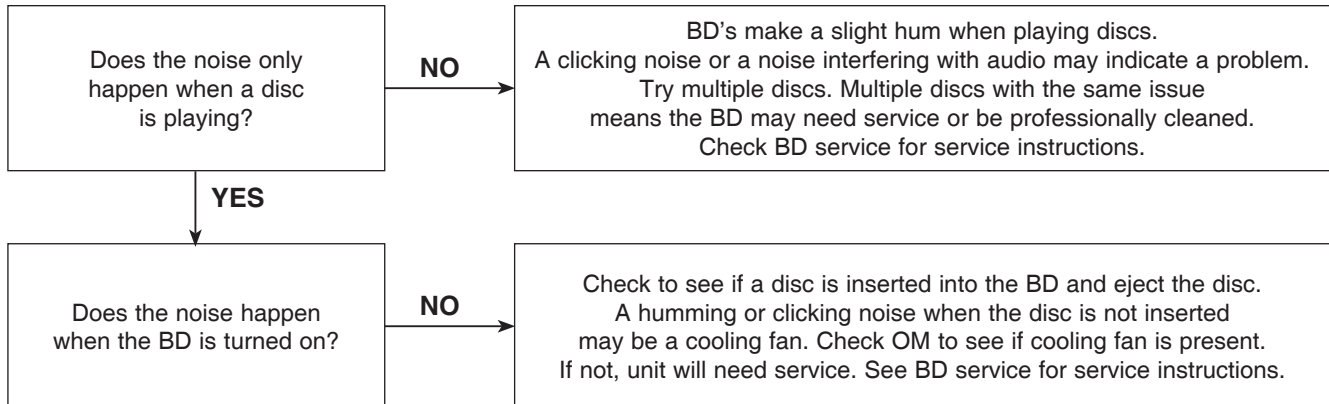 Does the noise only
happen when a disc
is playing?
NO
BD's make a slight hum when playing discs.
A clicking noise or a noise interfering with audio may indicate a problem.
Try multiple discs. Multiple discs with the same issue
means the BD may need service or be professionally cleaned.
Check BD service for service instructions.
YES
Does the noise happen
when the BD is turned on?
NO
Check to see if a disc is inserted into the BD and eject the disc.
A humming or clicking noise when the disc is not inserted
may be a cooling fan. Check OM to see if cooling fan is present.
If not, unit will need service. See BD service for service instructions.